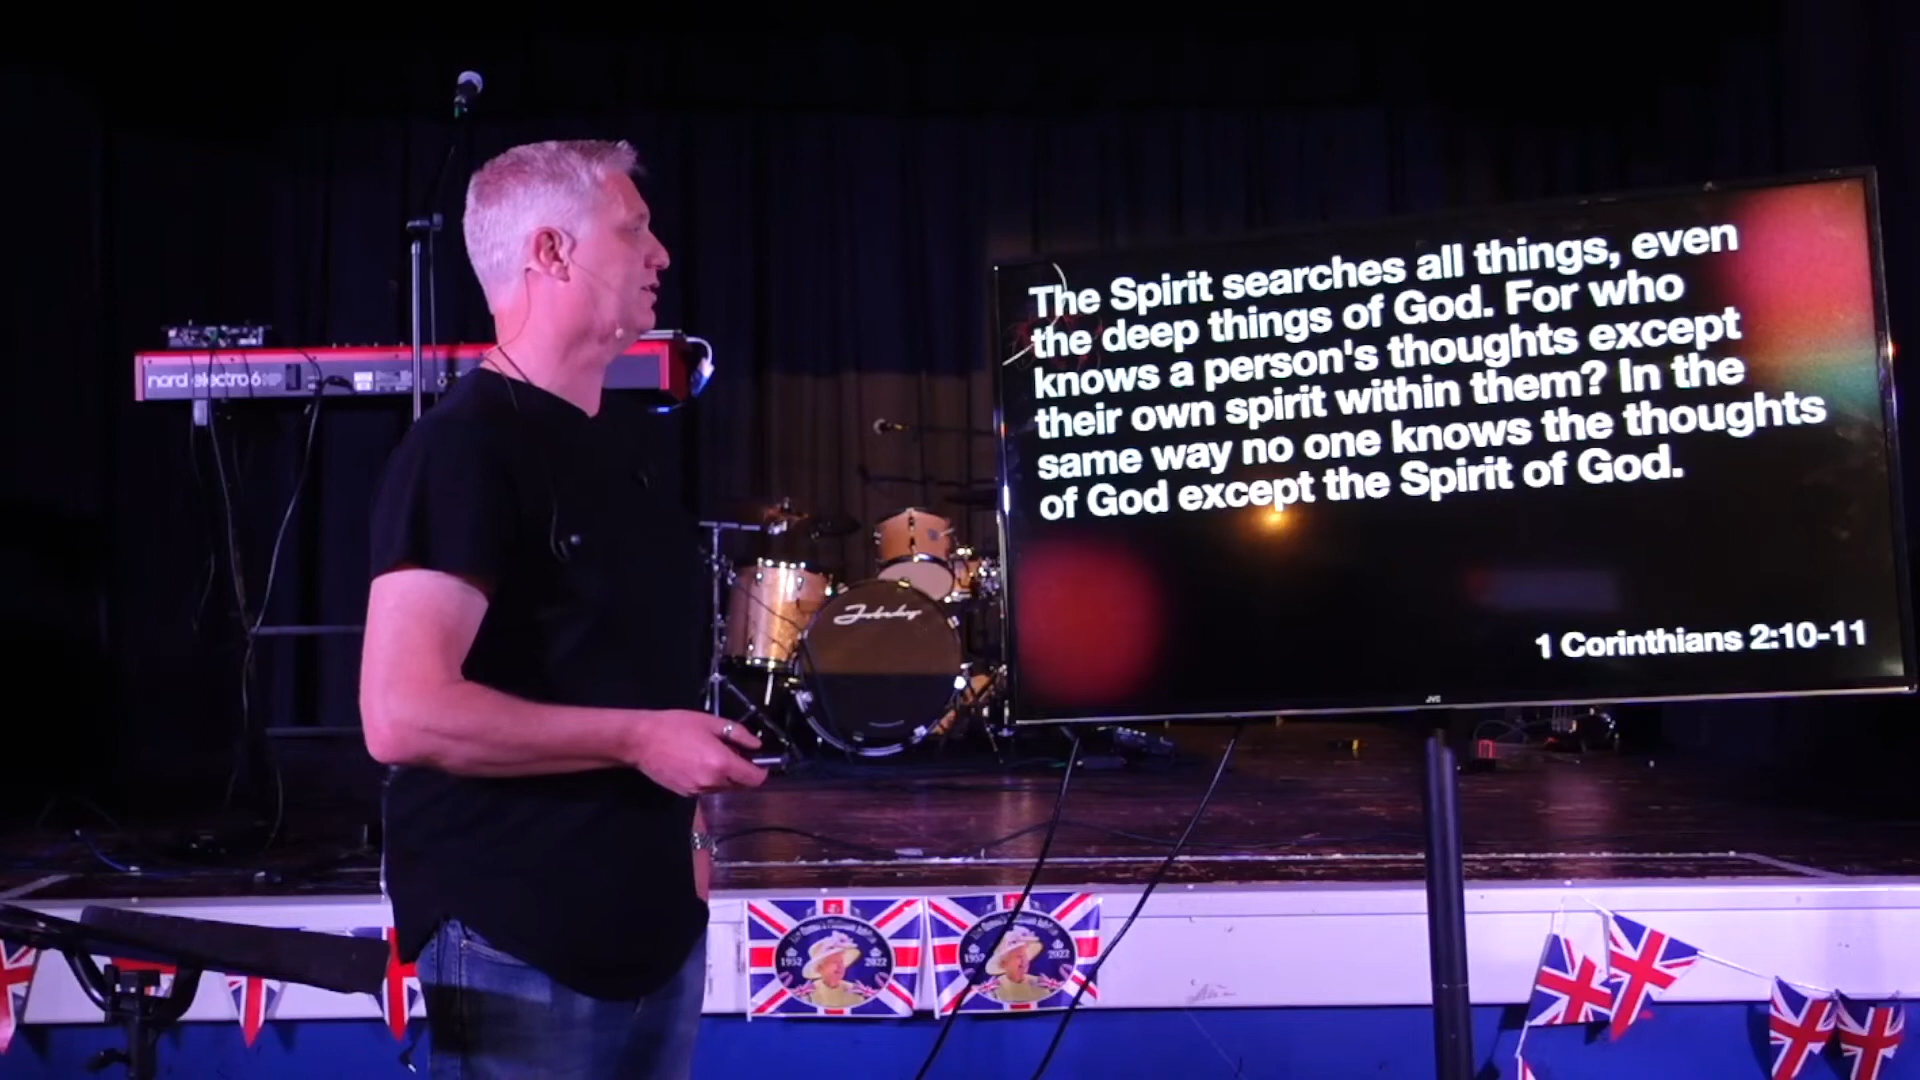 The Spirit searches all things, even
the deep things of God. For who
knows a person's thoughts except
their own spirit within them? In the
same way no one knows the thoughts
of God except the Spirit of God.
1 Corinthians 2:10-11
JVC
nord electro 6 HP
1952 2022
1952 2022